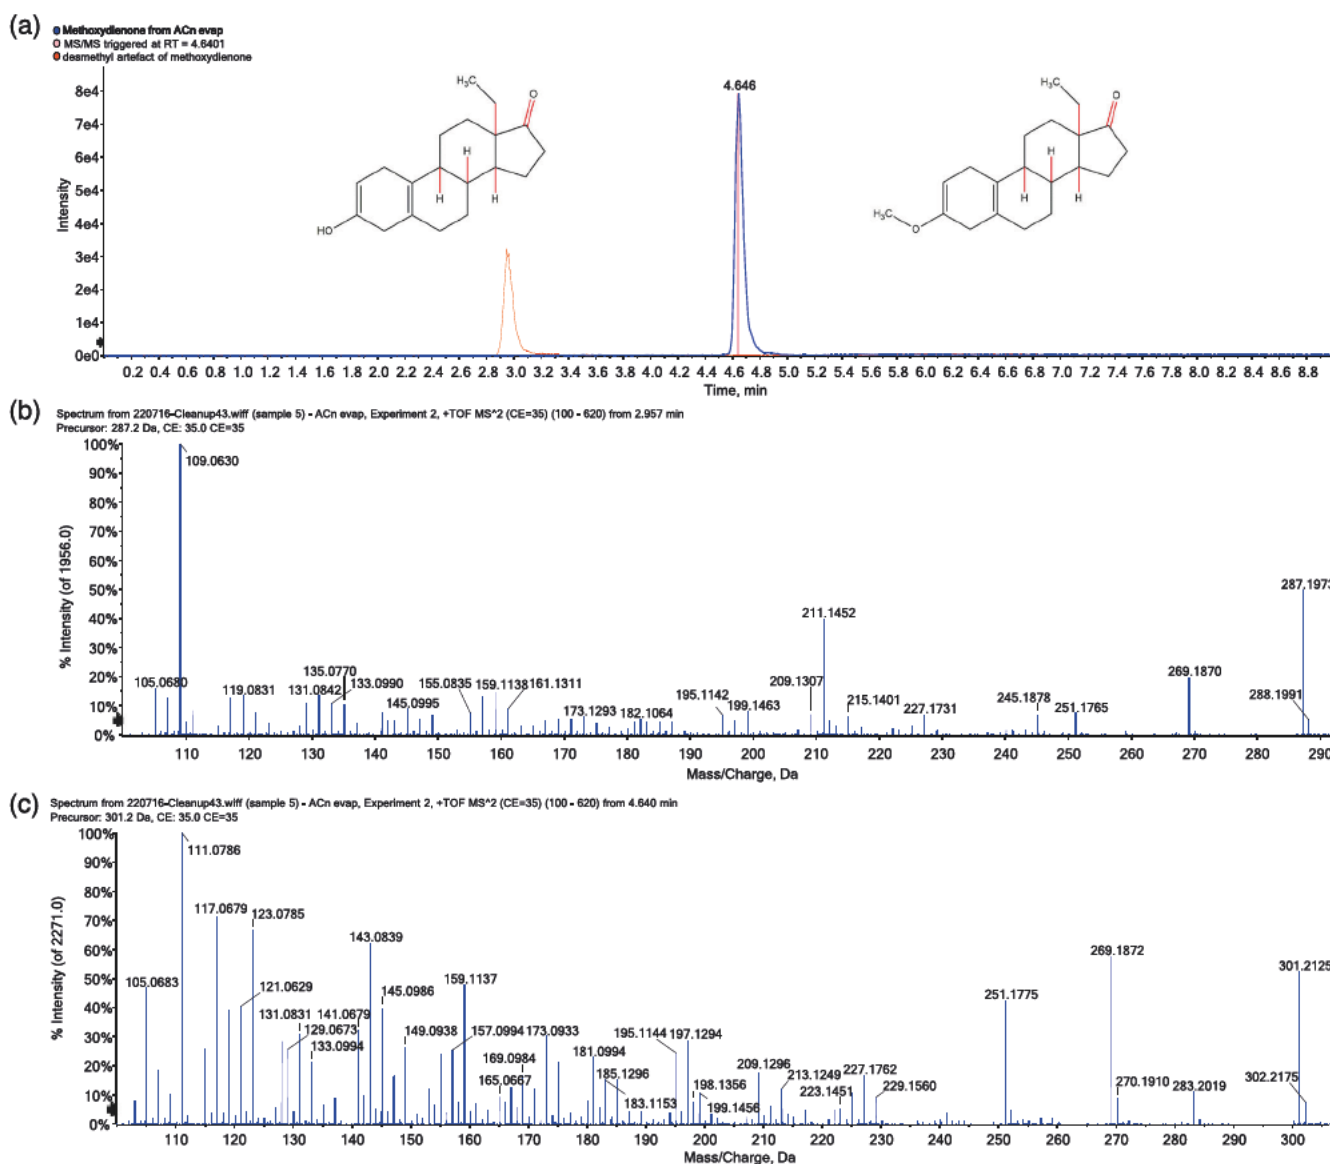 (a)
Methoxydienone from ACn evap
MS/MS triggered at RT = 4.6401
desmethyl artefact of methoxydienone
4.646
H₃C
O
H
H
HO
H₃C
O
H
H
H₃C
O
Intensity
8e4
7e4
6e4
5e4
4e4
3e4
2e4
1e4
0e0
0.2 0.4 0.6 0.8 1.0 1.2 1.4 1.6 1.8 2.0 2.2 2.4 2.6 2.8 3.0 3.2 3.4 3.6 3.8 4.0 4.2 4.4 4.6 4.8 5.0 5.2 5.4 5.6 5.8 6.0 6.2 6.4 6.6 6.8 7.0 7.2 7.4 7.6 7.8 8.0 8.2 8.4 8.6 8.8
Time, min
(b)
Spectrum from 220716-Cleanup43.wiff (sample 5) - ACn evap, Experiment 2, +TOF MS^2 (CE=35) (100 - 620) from 2.957 min
Precursor: 287.2 Da, CE: 35.0 CE=35
% Intensity (of 1956.0)
100%
90%
80%
70%
60%
50%
40%
30%
20%
10%
0%
109.0630
105.0680
119.0831
131.0842
135.0770
133.0990
145.0995
155.0835
159.1138
161.1311
173.1293
182.1064
195.1142
199.1463
209.1307
211.1452
215.1401
227.1731
245.1878
251.1765
269.1870
287.1973
288.1991
110 120 130 140 150 160 170 180 190 200 210 220 230 240 250 260 270 280 290
Mass/Charge, Da
(c)
Spectrum from 220716-Cleanup43.wiff (sample 5) - ACn evap, Experiment 2, +TOF MS^2 (CE=35) (100 - 620) from 4.640 min
Precursor: 301.2 Da, CE: 35.0 CE=35
% Intensity (of 2271.0)
100%
90%
80%
70%
60%
50%
40%
30%
20%
10%
0%
111.0786
117.0679
123.0785
105.0683
121.0629
131.0831
129.0673
133.0994
141.0679
143.0839
145.0986
149.0938
159.1137
157.0994
173.0933
169.0984
165.0667
181.0994
185.1296
183.1153
195.1144
197.1294
198.1356
199.1456
209.1296
213.1249
223.1451
227.1762
229.1560
251.1775
269.1872
270.1910
283.2019
301.2125
302.2175
110 120 130 140 150 160 170 180 190 200 210 220 230 240 250 260 270 280 290 300
Mass/Charge, Da